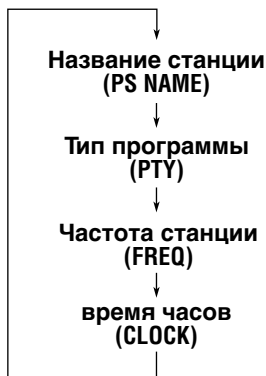 Название станции
(PS NAME)
Тип программы
(PTY)
Частота станции
(FREQ)
время часов
(CLOCK)